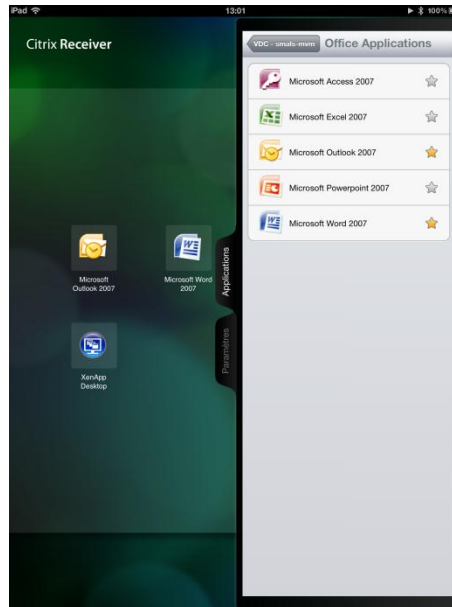 iPad 13:01 100%
Citrix Receiver
VDC - smals-mvm Office Applications
Microsoft Access 2007
Microsoft Excel 2007
Microsoft Outlook 2007
Microsoft Powerpoint 2007
Microsoft Word 2007
Microsoft
Outlook 2007
Microsoft Word
2007
XenApp
Desktop
Applications
Paramètres